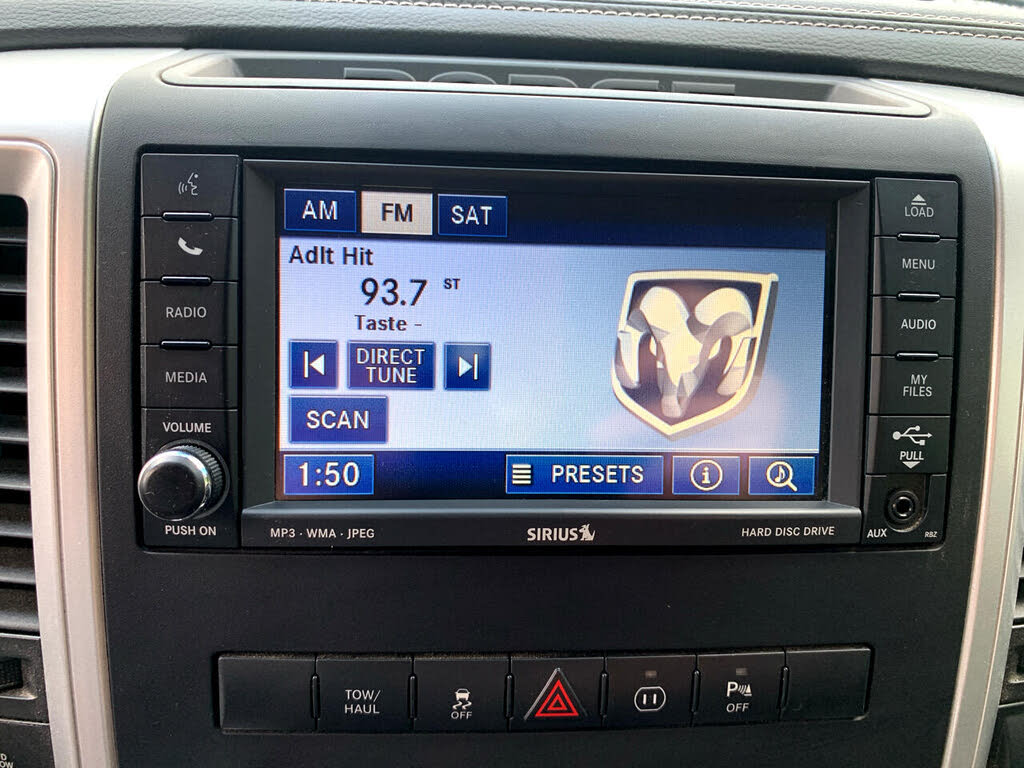 DODGE
AM FM SAT
Adlt Hit
93.7 ST
Taste -
DIRECT
TUNE
SCAN
1:50 PRESETS i
RADIO
MEDIA
VOLUME
PUSH ON
LOAD
MENU
AUDIO
MY
FILES
PULL
AUX RBZ
MP3 · WMA · JPEG SIRIUS HARD DISC DRIVE
TOW/
HAUL
OFF
P
OFF